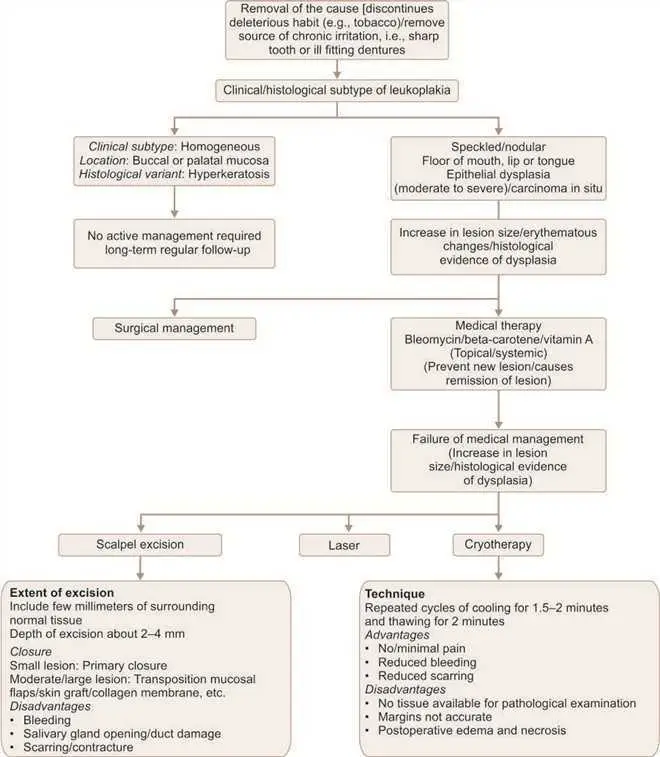 Removal of the cause [discontinues
deleterious habit (e.g., tobacco)/remove
source of chronic irritation, i.e., sharp
tooth or ill fitting dentures
Clinical/histological subtype of leukoplakia
Clinical subtype: Homogeneous
Location: Buccal or palatal mucosa
Histological variant: Hyperkeratosis
Speckled/nodular
Floor of mouth, lip or tongue
Epithelial dysplasia
(moderate to severe)/carcinoma in situ
No active management required
long-term regular follow-up
Increase in lesion size/erythematous
changes/histological
evidence of dysplasia
Surgical management
Medical therapy
Bleomycin/beta-carotene/vitamin A
(Topical/systemic)
(Prevent new lesion/causes
remission of lesion)
Failure of medical management
(Increase in lesion
size/histological evidence
of dysplasia)
Scalpel excision
Laser
Cryotherapy
Extent of excision
Include few millimeters of surrounding
normal tissue
Depth of excision about 2–4 mm
Closure
Small lesion: Primary closure
Moderate/large lesion: Transposition mucosal
flaps/skin graft/collagen membrane, etc.
Disadvantages
• Bleeding
• Salivary gland opening/duct damage
• Scarring/contracture
Technique
Repeated cycles of cooling for 1.5–2 minutes
and thawing for 2 minutes
Advantages
• No/minimal pain
• Reduced bleeding
• Reduced scarring
Disadvantages
• No tissue available for pathological examination
• Margins not accurate
• Postoperative edema and necrosis